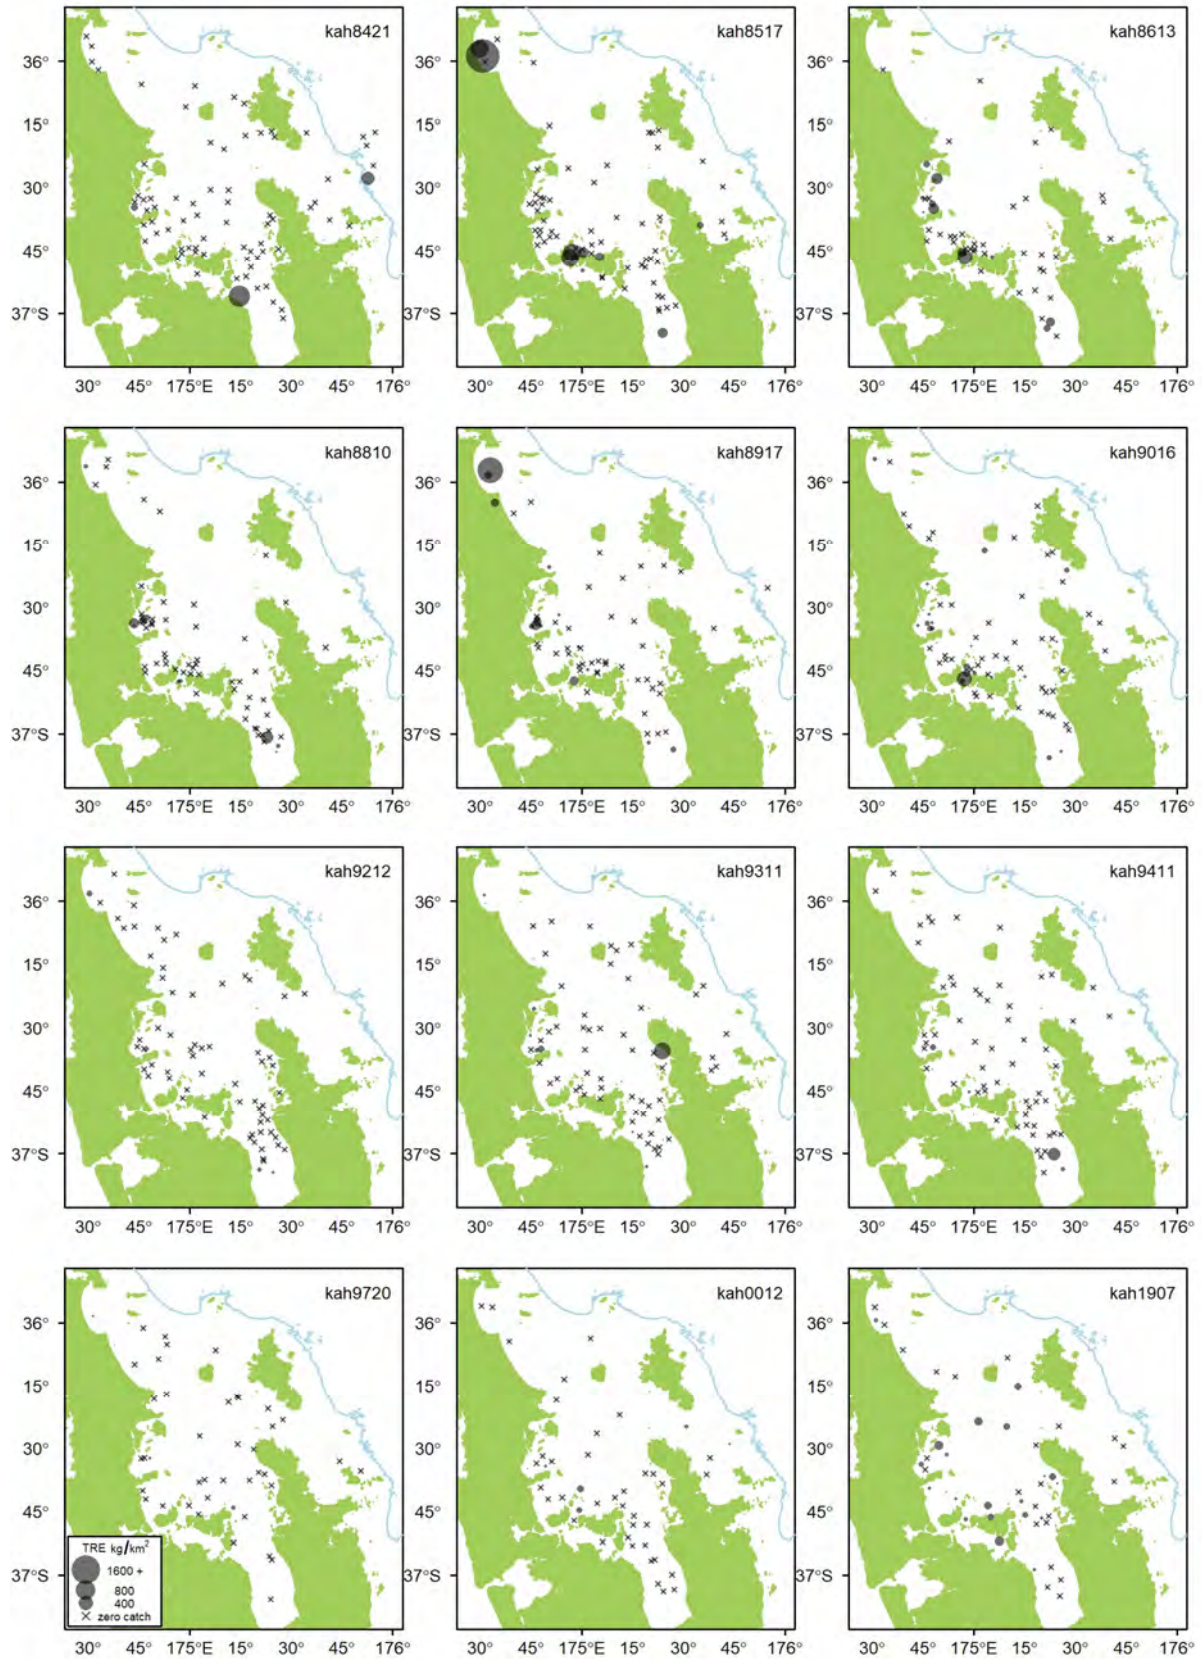 kah8421 kah8517 kah8613
36° 36° 36°
15° 15° 15°
30° 30° 30°
45° 45° 45°
37°S 37°S 37°S
30° 45° 175°E 15° 30° 45° 176° 30° 45° 175°E 15° 30° 45° 176° 30° 45° 175°E 15° 30° 45° 176°
kah8810 kah8917 kah9016
36° 36° 36°
15° 15° 15°
30° 30° 30°
45° 45° 45°
37°S 37°S 37°S
30° 45° 175°E 15° 30° 45° 176° 30° 45° 175°E 15° 30° 45° 176° 30° 45° 175°E 15° 30° 45° 176°
kah9212 kah9311 kah9411
36° 36° 36°
15° 15° 15°
30° 30° 30°
45° 45° 45°
37°S 37°S 37°S
30° 45° 175°E 15° 30° 45° 176° 30° 45° 175°E 15° 30° 45° 176° 30° 45° 175°E 15° 30° 45° 176°
kah9720 kah0012 kah1907
36° 36° 36°
15° 15° 15°
30° 30° 30°
45° 45° 45°
TRE kg/km²
1600 +
800
400
zero catch
37°S 37°S 37°S
30° 45° 175°E 15° 30° 45° 176° 30° 45° 175°E 15° 30° 45° 176° 30° 45° 175°E 15° 30° 45° 176°